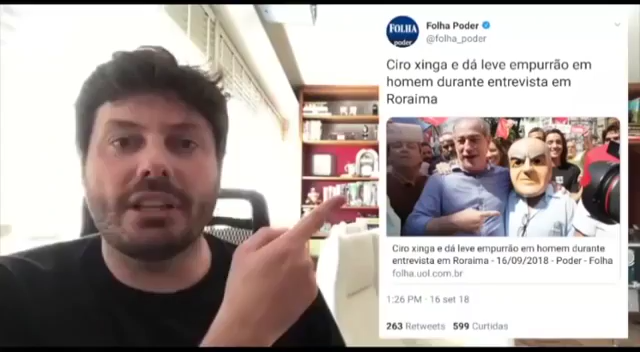 FOLHA
poder
Folha Poder
@folha_poder
Ciro xinga e dá leve empurrão em
homem durante entrevista em
Roraima
Ciro xinga e dá leve empurrão em homem durante
entrevista em Roraima - 16/09/2018 - Poder - Folha
folha.uol.com.br
1:26 PM · 16 set 18
263 Retweets 599 Curtidas